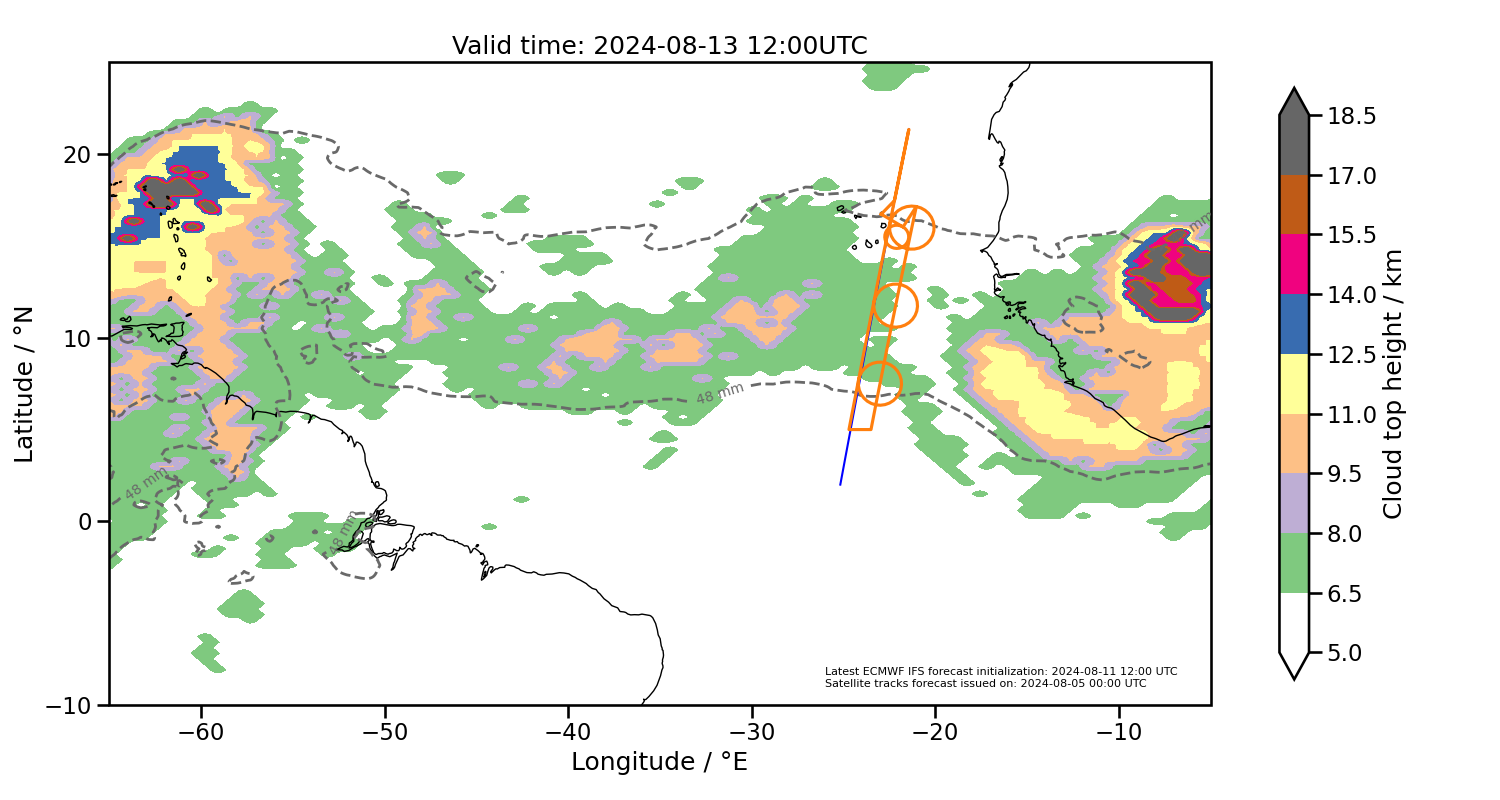 Valid time: 2024-08-13 12:00UTC
20
10
0
−10
Latitude / °N
−60
−50
−40
−30
−20
−10
Longitude / °E
48 mm
48 mm
48 mm
mm
Latest ECMWF IFS forecast initialization: 2024-08-11 12:00 UTC
Satellite tracks forecast issued on: 2024-08-05 00:00 UTC
18.5
17.0
15.5
14.0
12.5
11.0
9.5
8.0
6.5
5.0
Cloud top height / km